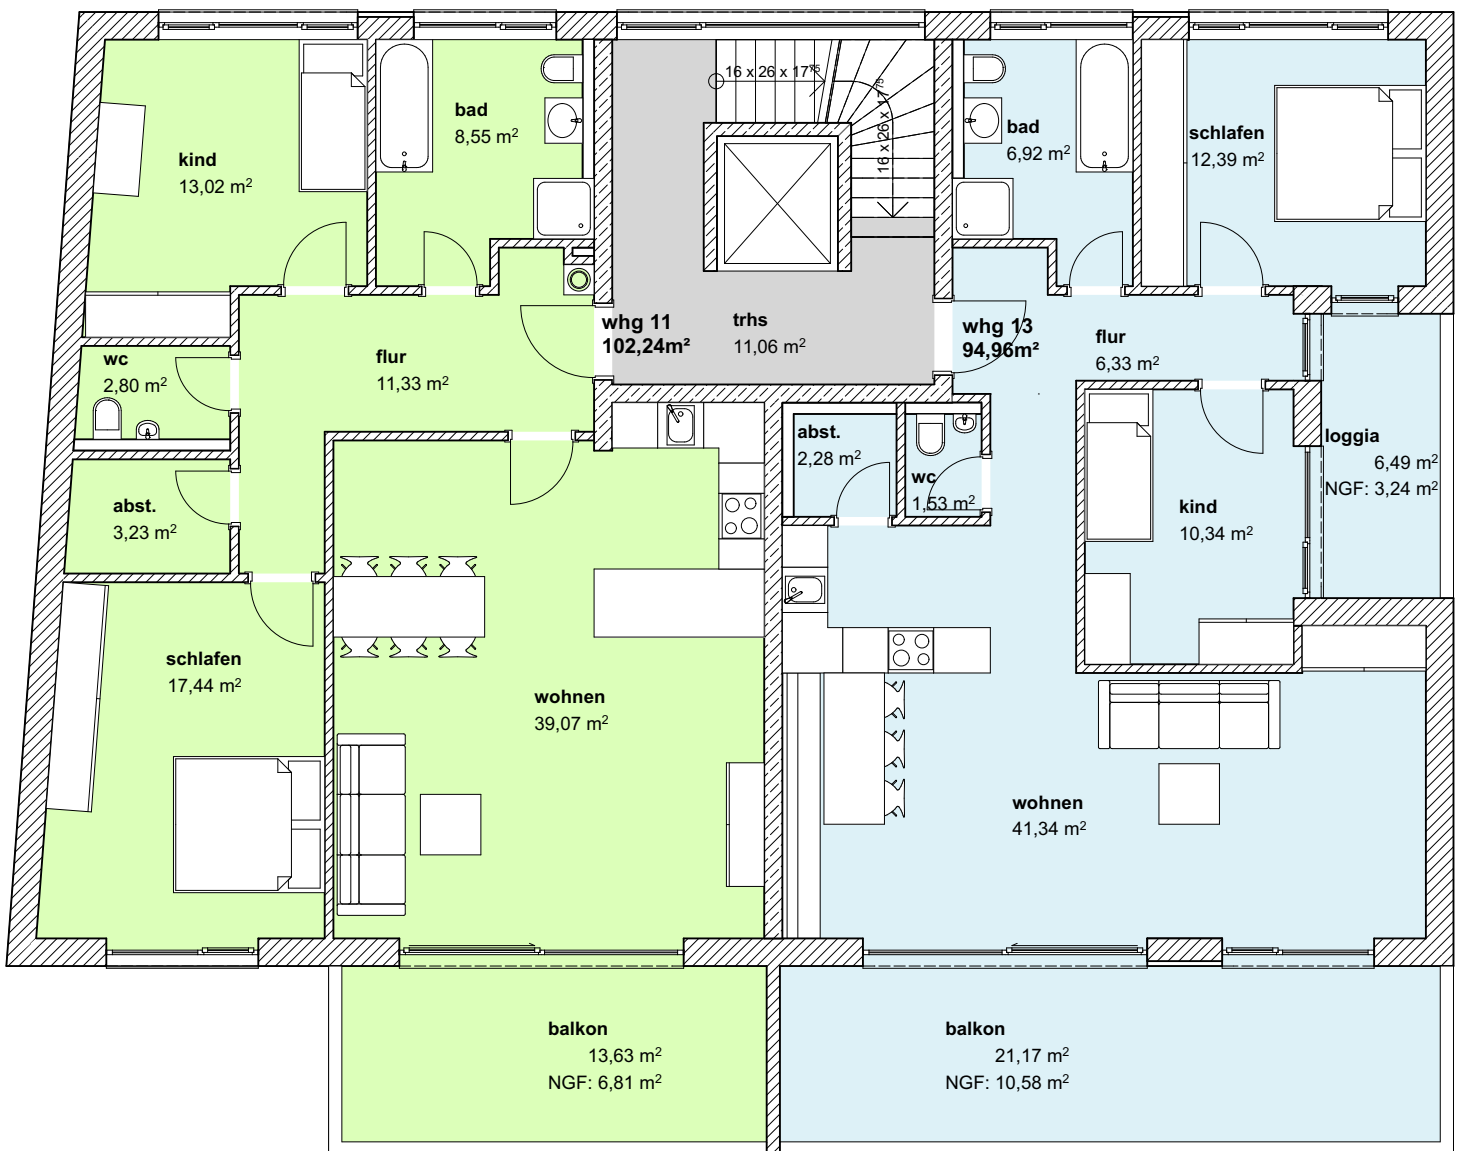 16 x 26 x 17⁷⁵
16 x 26 x 17⁷⁵
kind
13,02 m²
bad
8,55 m²
bad
6,92 m²
schlafen
12,39 m²
wc
2,80 m²
flur
11,33 m²
whg 11
102,24m²
trhs
11,06 m²
whg 13
94,96m²
flur
6,33 m²
abst.
3,23 m²
abst.
2,28 m²
wc
1,53 m²
kind
10,34 m²
loggia
6,49 m²
NGF: 3,24 m²
schlafen
17,44 m²
wohnen
39,07 m²
wohnen
41,34 m²
balkon
13,63 m²
NGF: 6,81 m²
balkon
21,17 m²
NGF: 10,58 m²